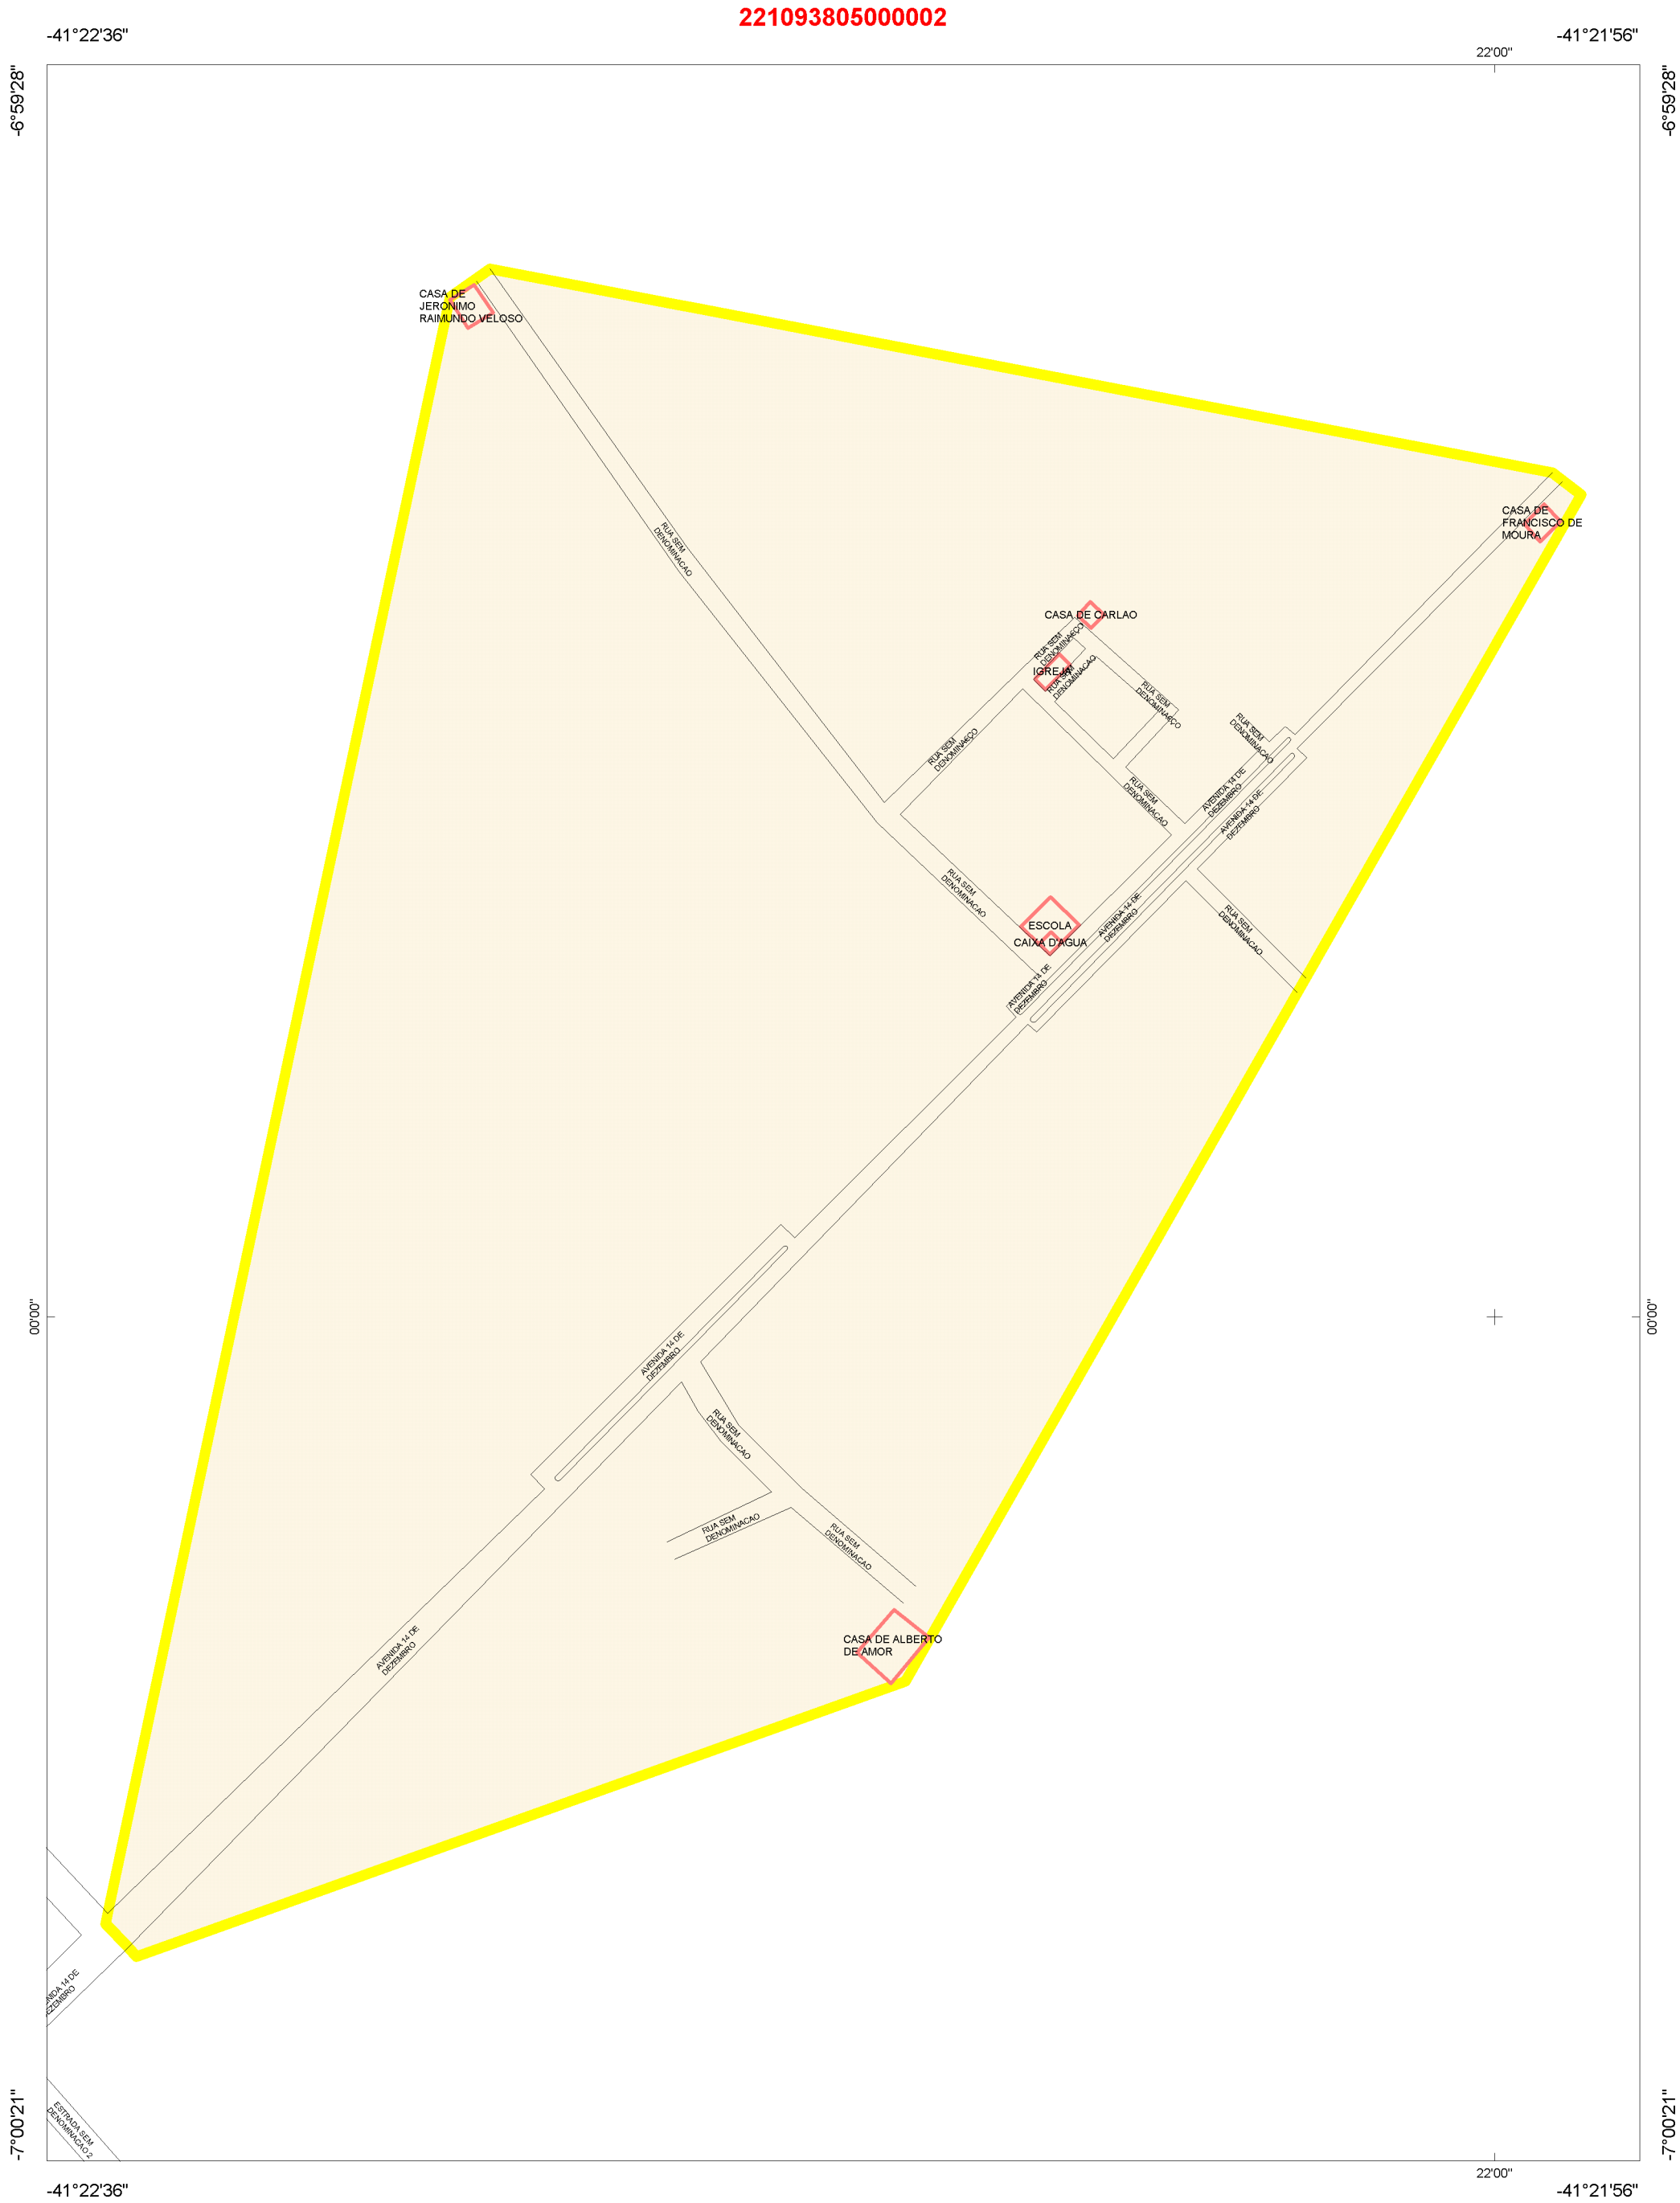 221093805000002
-41°22'36"
-41°21'56"
22'00"
-6°59'28"
-6°59'28"
CASA DE
JERONIMO
RAIMUNDO VELOSO
CASA DE
FRANCISCO DE
MOURA
RUA SEM
DENOMINACAO
CASA DE CARLAO
RUA SEM
IGREJA
RUA SEM
DENOMINACAO
RUA SEM
RUA SEM
DENOMINACAO
RUA SEM
AVENIDA 14 DE
DEZEMBRO
RUA SEM
DENOMINACAO
AVENIDA 14 DE
DEZEMBRO
RUA SEM
DENOMINACAO
AVENIDA 14 DE
DEZEMBRO
RUA SEM
DENOMINACAO
ESCOLA
CAIXA D'AGUA
AVENIDA 14 DE
DEZEMBRO
00'00"
00'00"
AVENIDA 14 DE
DEZEMBRO
RUA SEM
DENOMINACAO
RUA SEM
DENOMINACAO
RUA SEM
DENOMINACAO
CASA DE ALBERTO
DE AMOR
AVENIDA 14 DE
DEZEMBRO
NIDA 14 DE
EZEMBRO
ESTRADA SEM
DENOMINACAO 2
-7°00'21"
-7°00'21"
22'00"
-41°22'36"
-41°21'56"